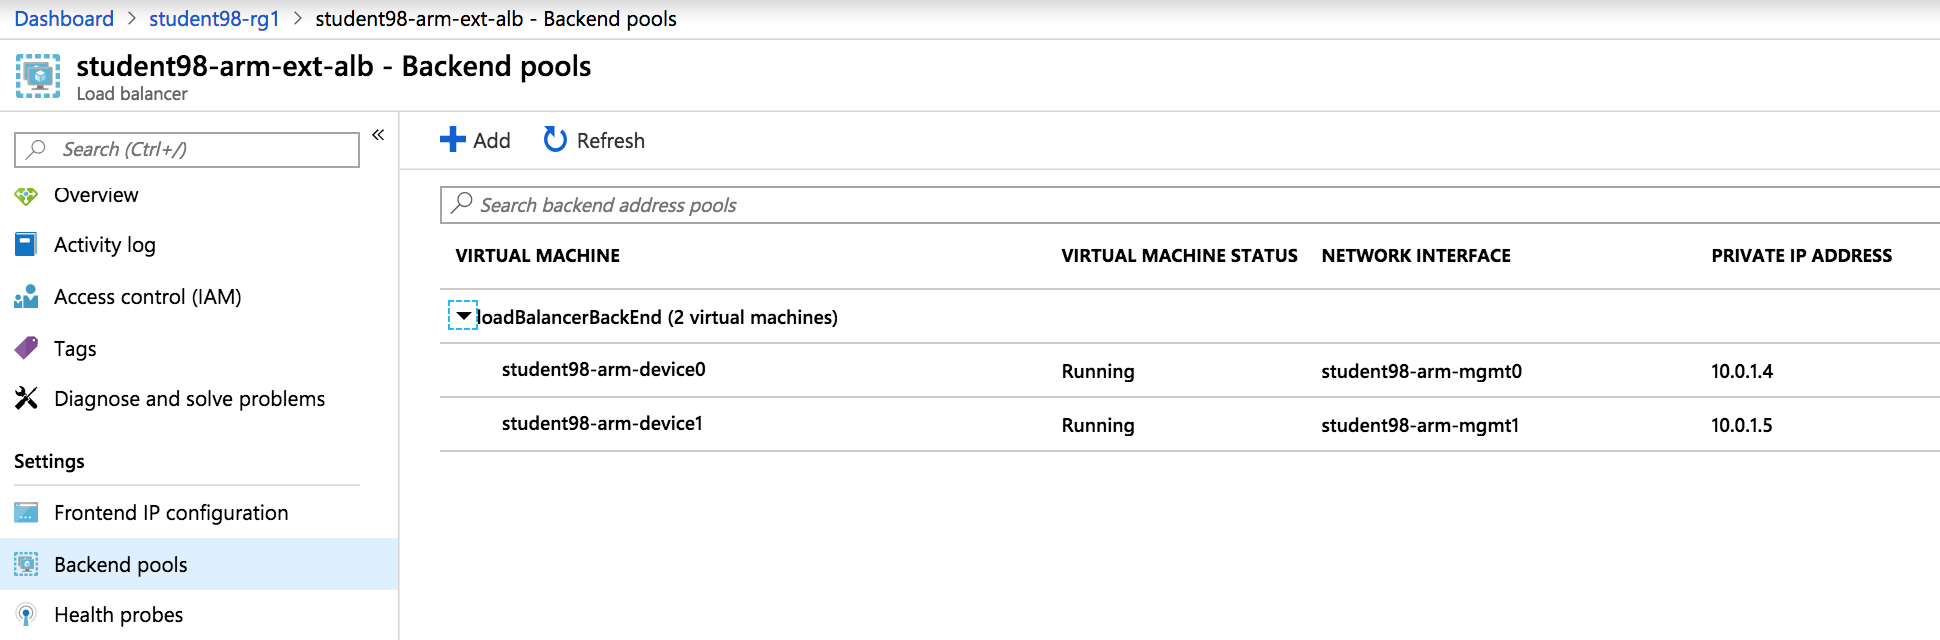 Dashboard > student98-rg1 > student98-arm-ext-alb - Backend pools
student98-arm-ext-alb - Backend pools
Load balancer
Search (Ctrl+/)
«
Overview
Activity log
Access control (IAM)
Tags
Diagnose and solve problems
Settings
Frontend IP configuration
Backend pools
Health probes
Add Refresh
Search backend address pools
VIRTUAL MACHINE VIRTUAL MACHINE STATUS NETWORK INTERFACE PRIVATE IP ADDRESS
loadBalancerBackEnd (2 virtual machines)
student98-arm-device0 Running student98-arm-mgmt0 10.0.1.4
student98-arm-device1 Running student98-arm-mgmt1 10.0.1.5